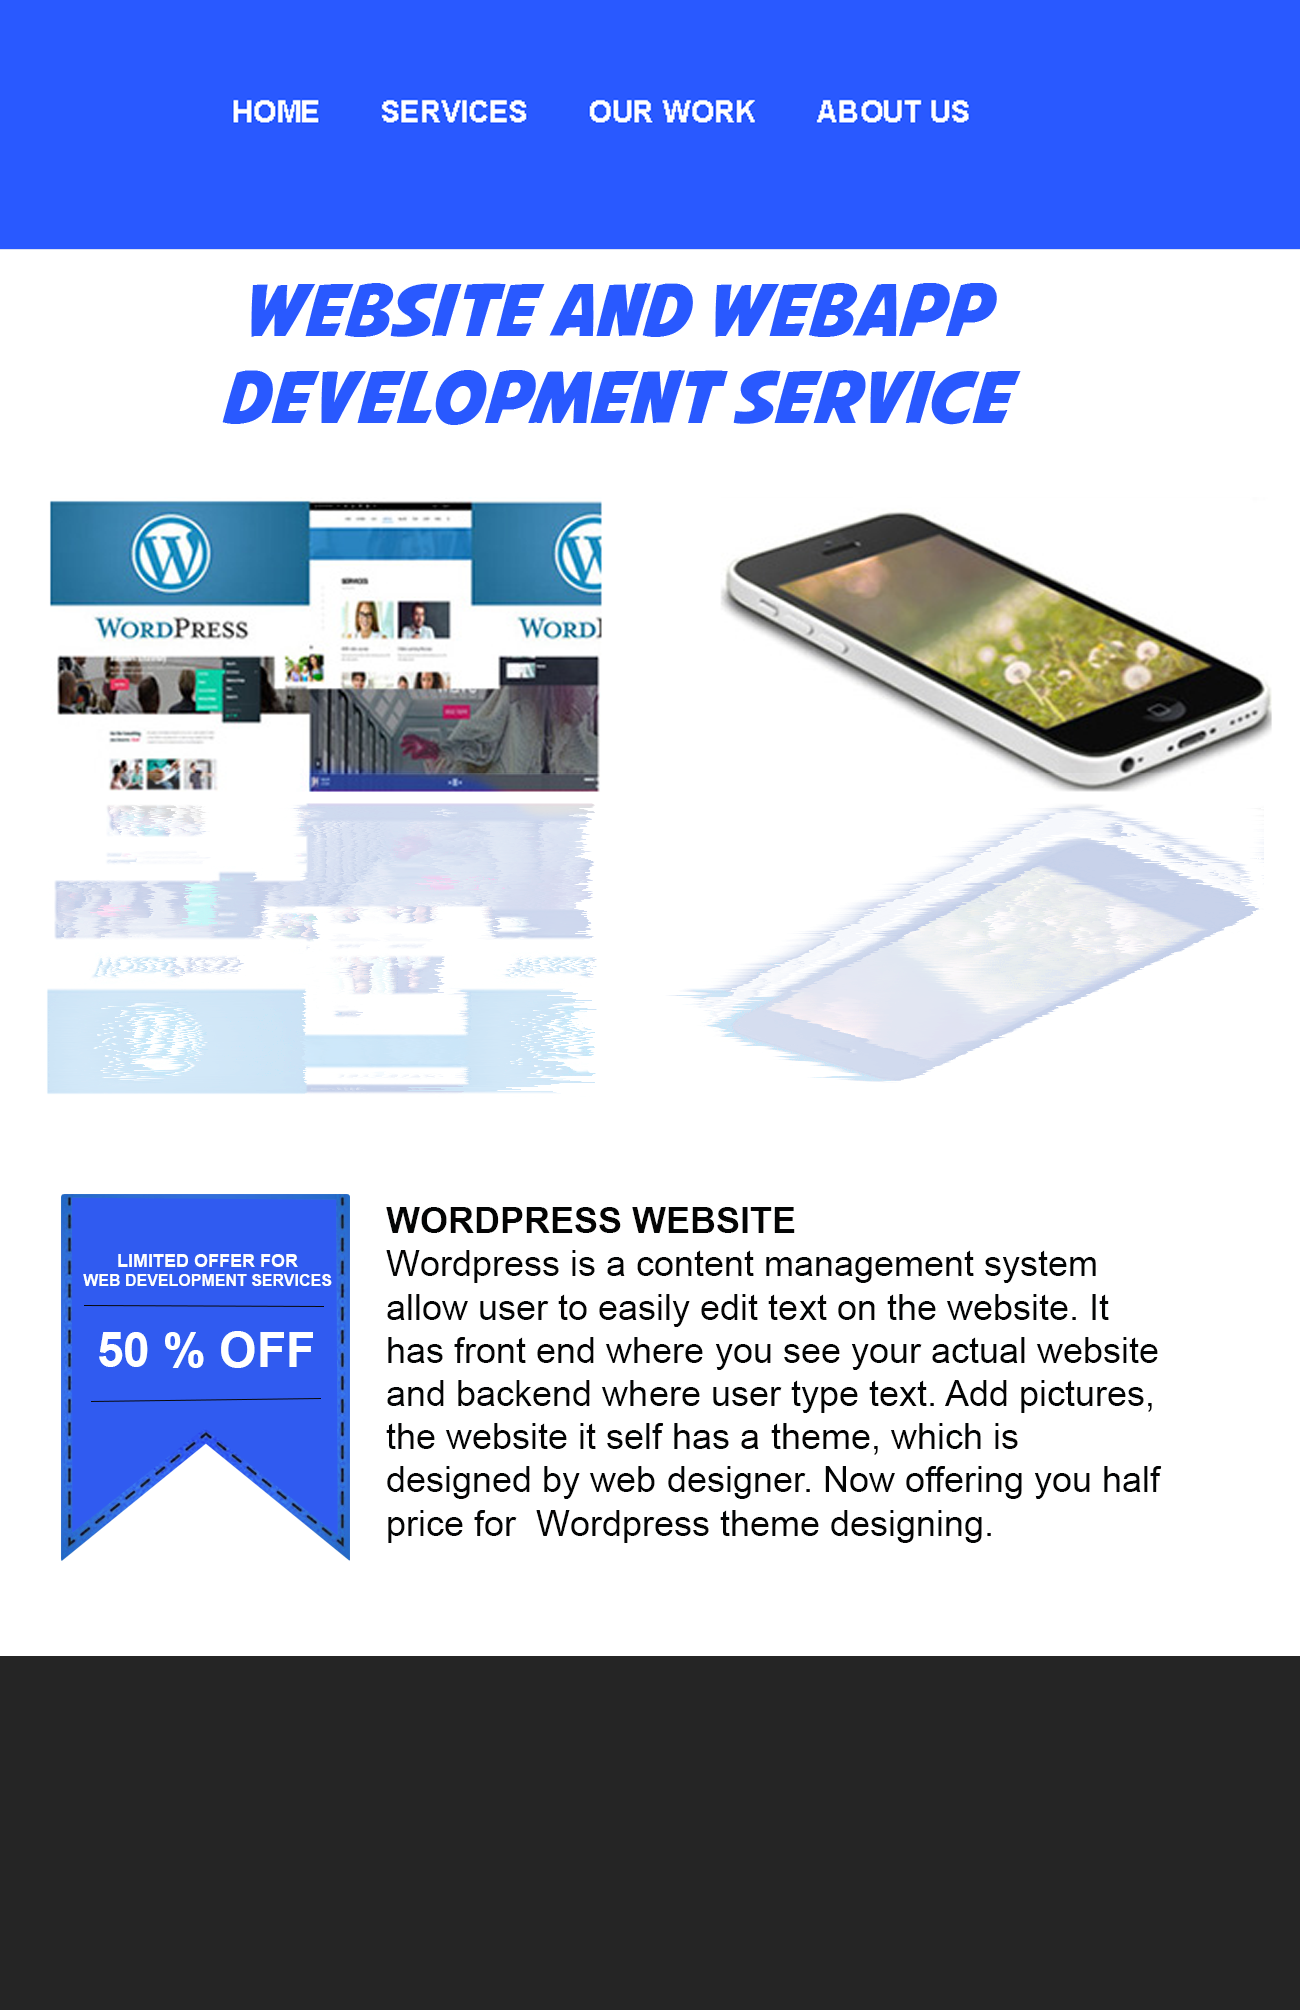 HOME SERVICES OUR WORK ABOUT US
WEBSITE AND WEBAPP
DEVELOPMENT SERVICE
WORDPRESS
SERVICES
WORD
LIMITED OFFER FOR
WEB DEVELOPMENT SERVICES
50 % OFF
WORDPRESS WEBSITE
Wordpress is a content management system
allow user to easily edit text on the website. It
has front end where you see your actual website
and backend where user type text. Add pictures,
the website it self has a theme, which is
designed by web designer. Now offering you half
price for  Wordpress theme designing.